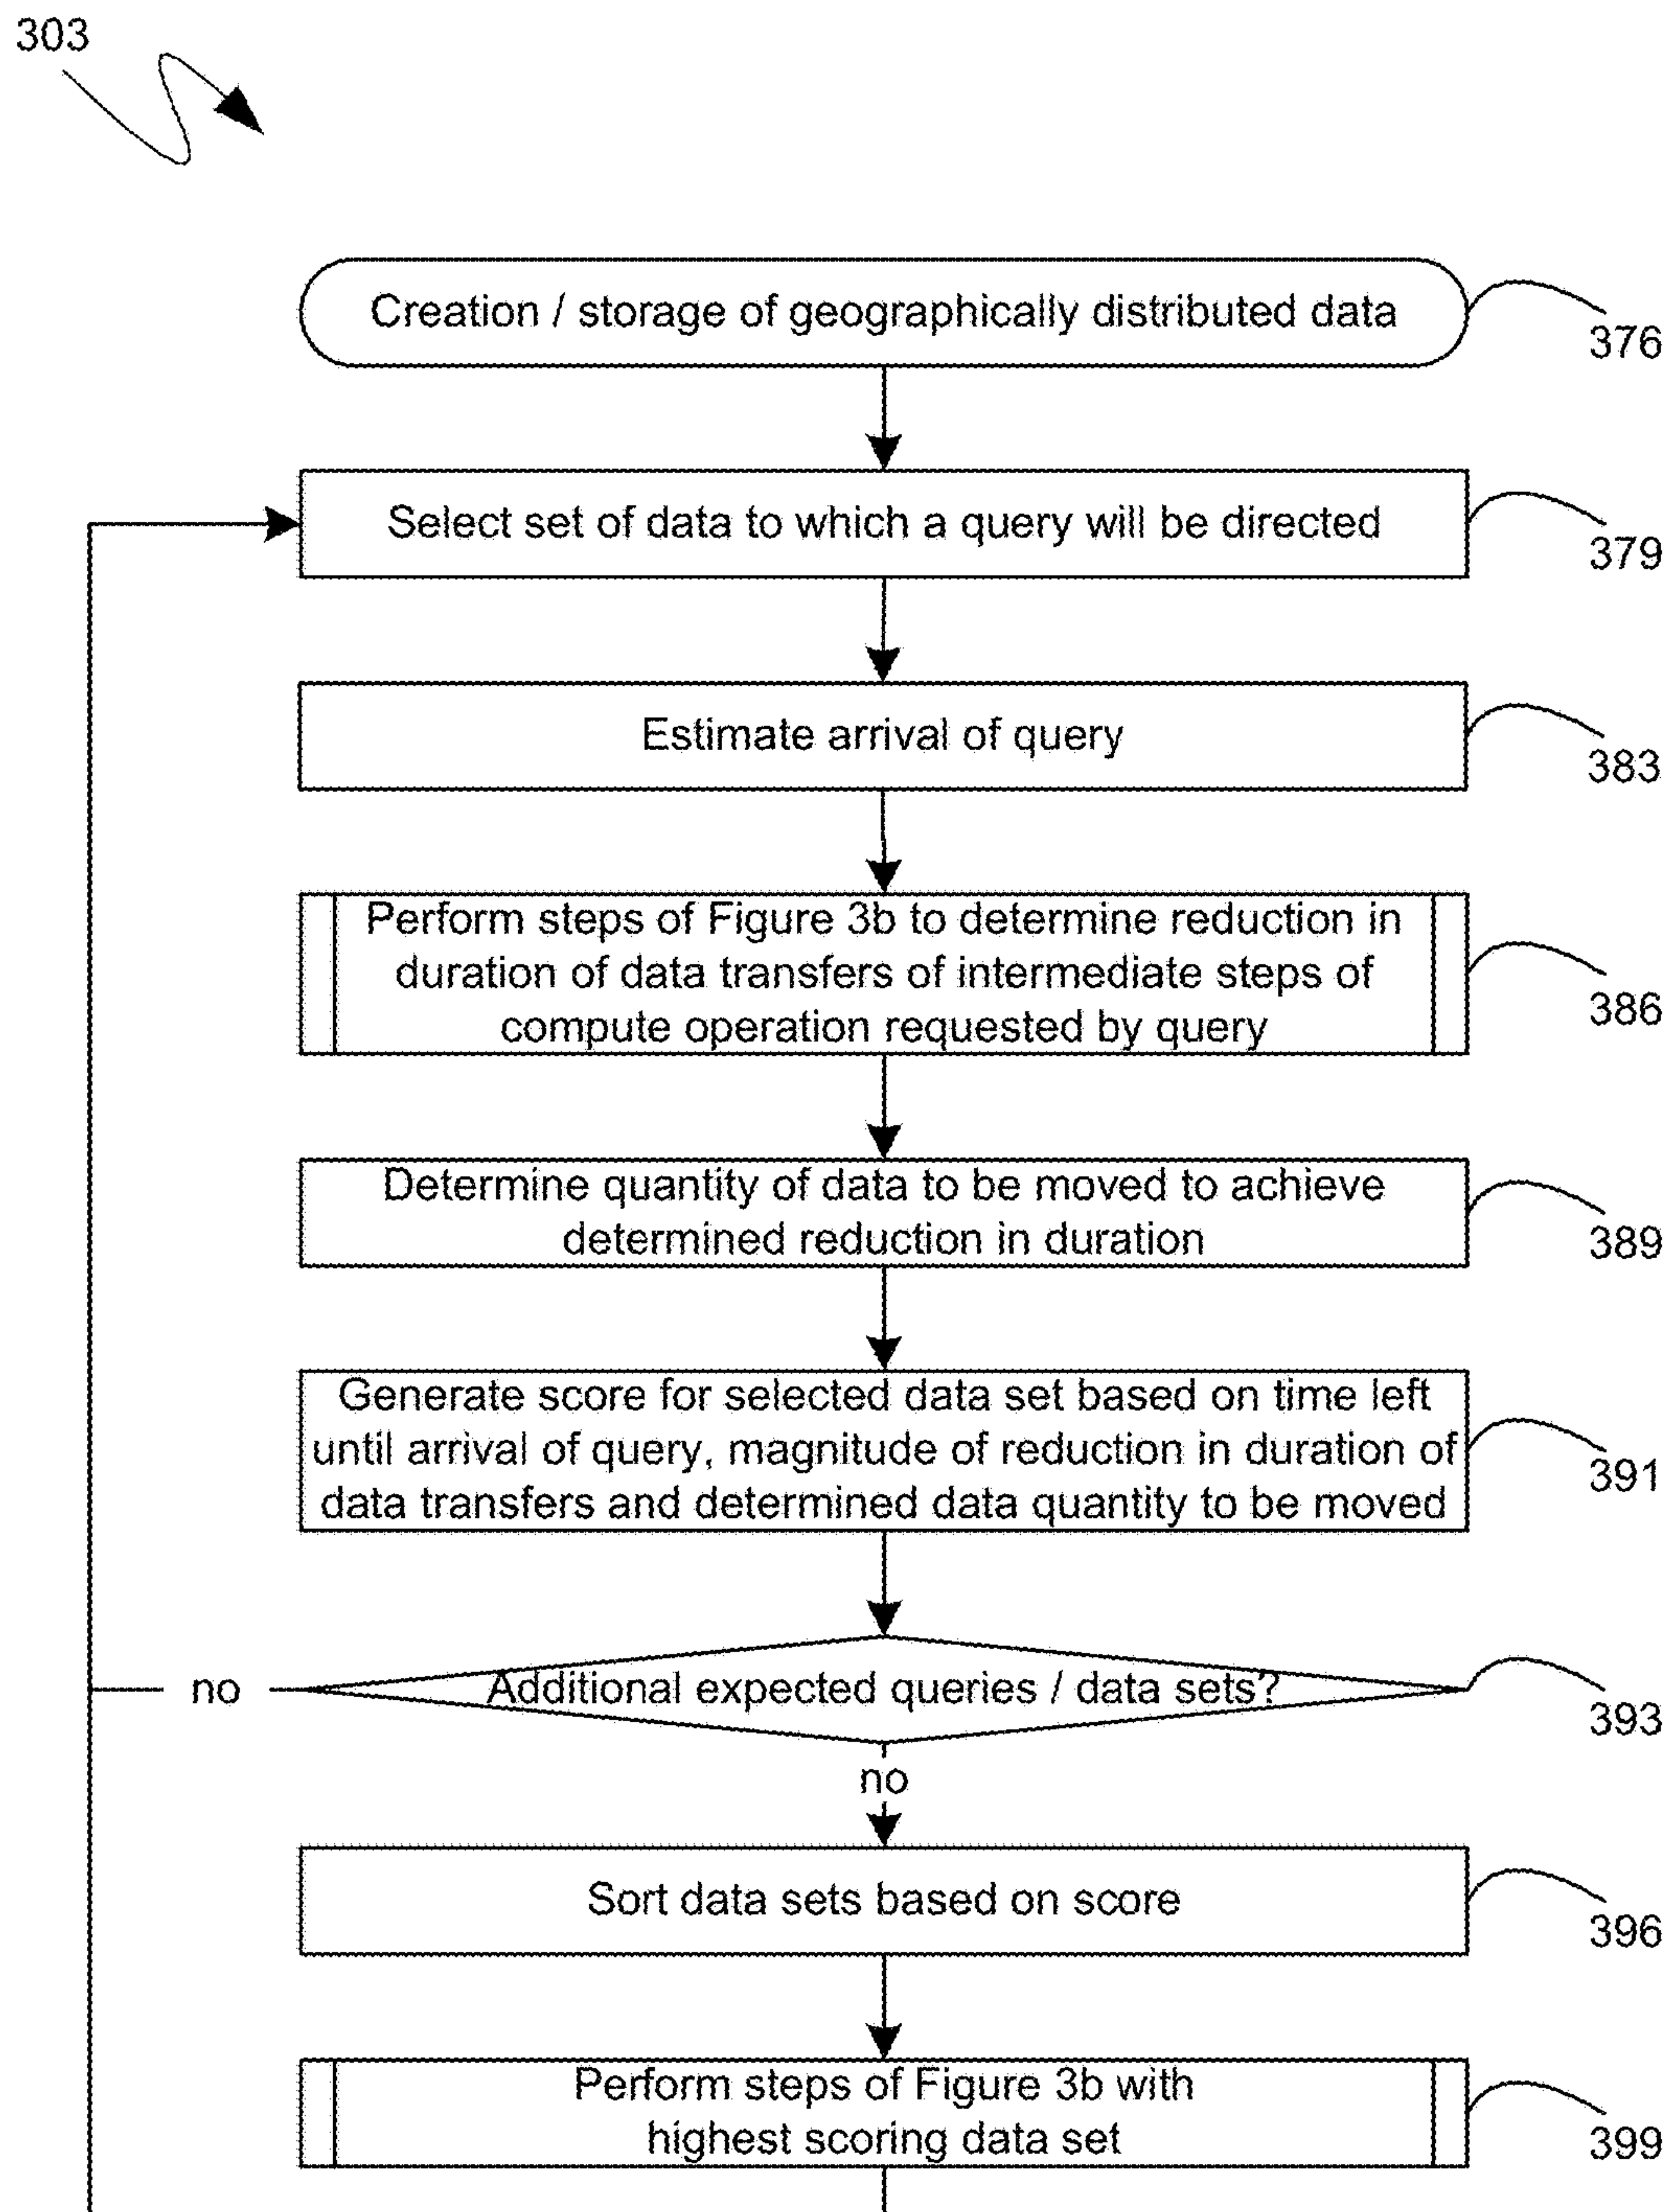 303
Creation / storage of geographically distributed data
376
Select set of data to which a query will be directed
379
Estimate arrival of query
383
Perform steps of Figure 3b to determine reduction in
duration of data transfers of intermediate steps of
compute operation requested by query
386
Determine quantity of data to be moved to achieve
determined reduction in duration
389
Generate score for selected data set based on time left
until arrival of query, magnitude of reduction in duration of
data transfers and determined data quantity to be moved
391
no
Additional expected queries / data sets?
393
no
Sort data sets based on score
396
Perform steps of Figure 3b with
highest scoring data set
399